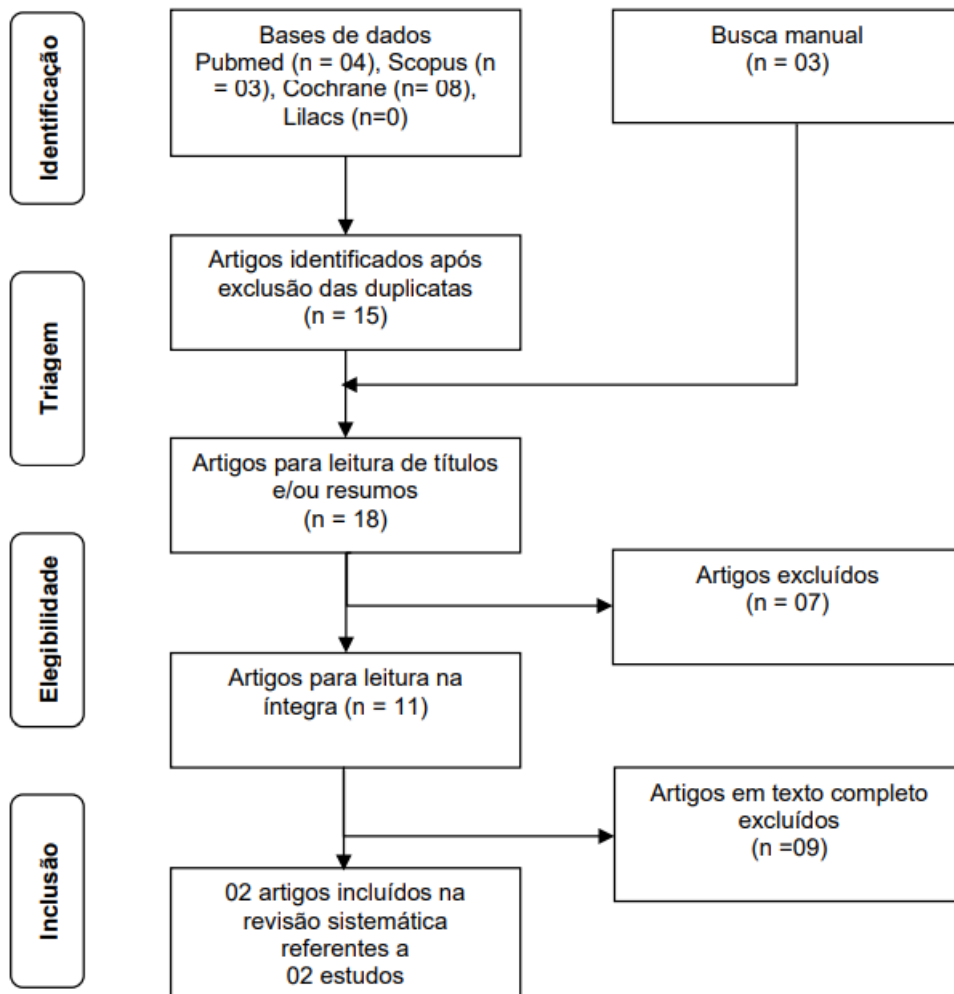 Identificação
Bases de dados
Pubmed (n = 04), Scopus (n
= 03), Cochrane (n= 08),
Lilacs (n=0)
Busca manual
(n = 03)
Triagem
Artigos identificados após
exclusão das duplicatas
(n = 15)
Artigos para leitura de títulos
e/ou resumos
(n = 18)
Elegibilidade
Artigos excluídos
(n = 07)
Artigos para leitura na
íntegra (n = 11)
Inclusão
Artigos em texto completo
excluídos
(n =09)
02 artigos incluídos na
revisão sistemática
referentes a
02 estudos